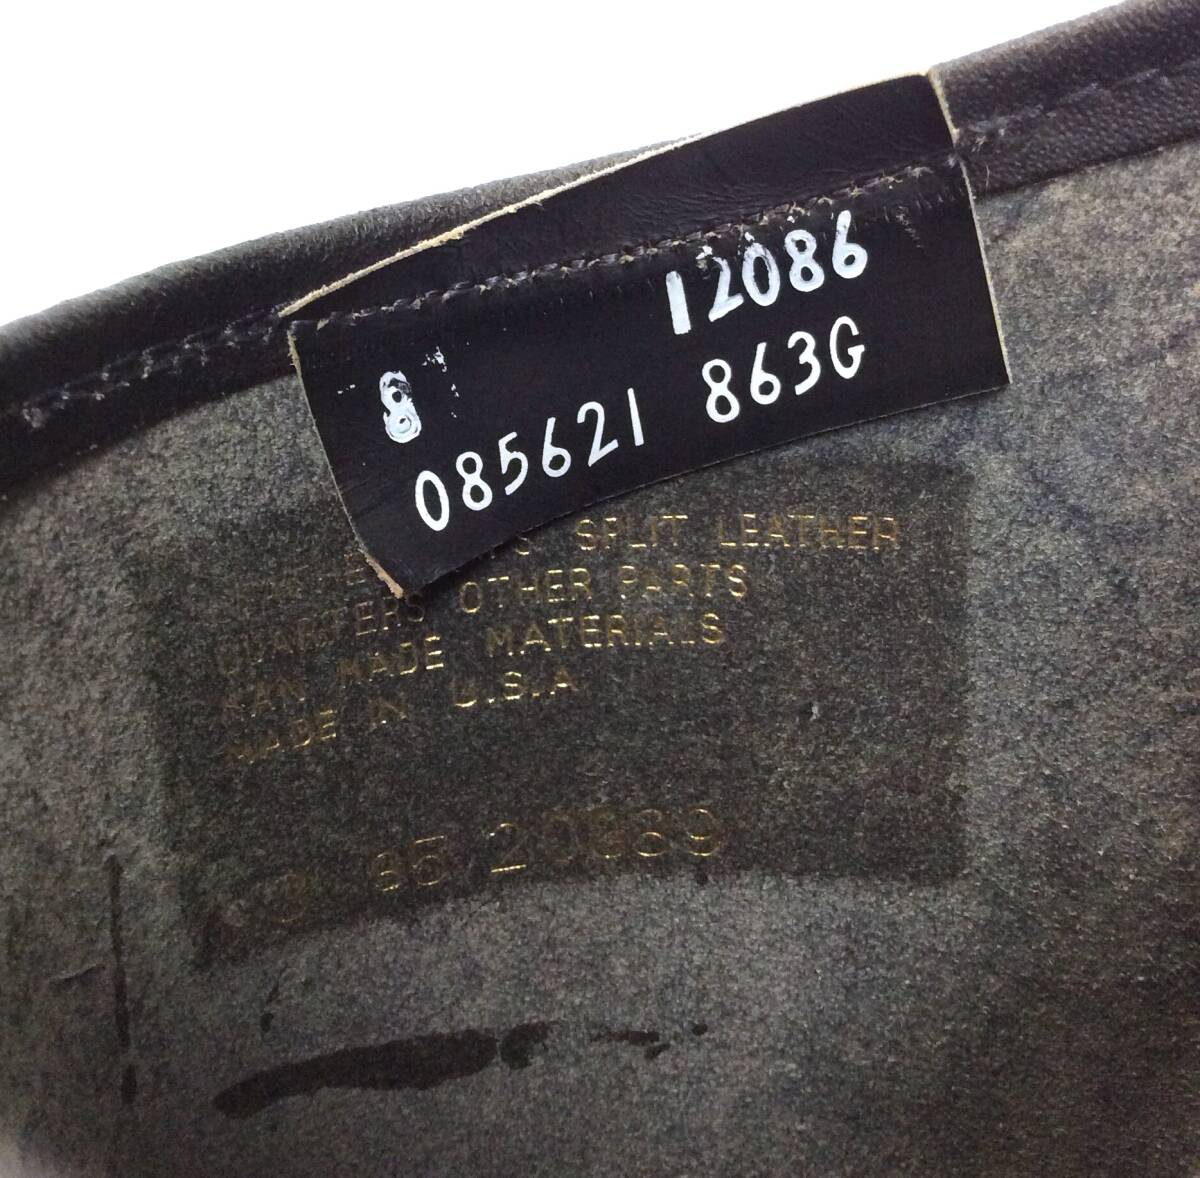 12086
8
085621 863G
SPLIT LEATHER
QUARTERS OTHER PARTS
MAN MADE MATERIALS
MADE IN U.S.A